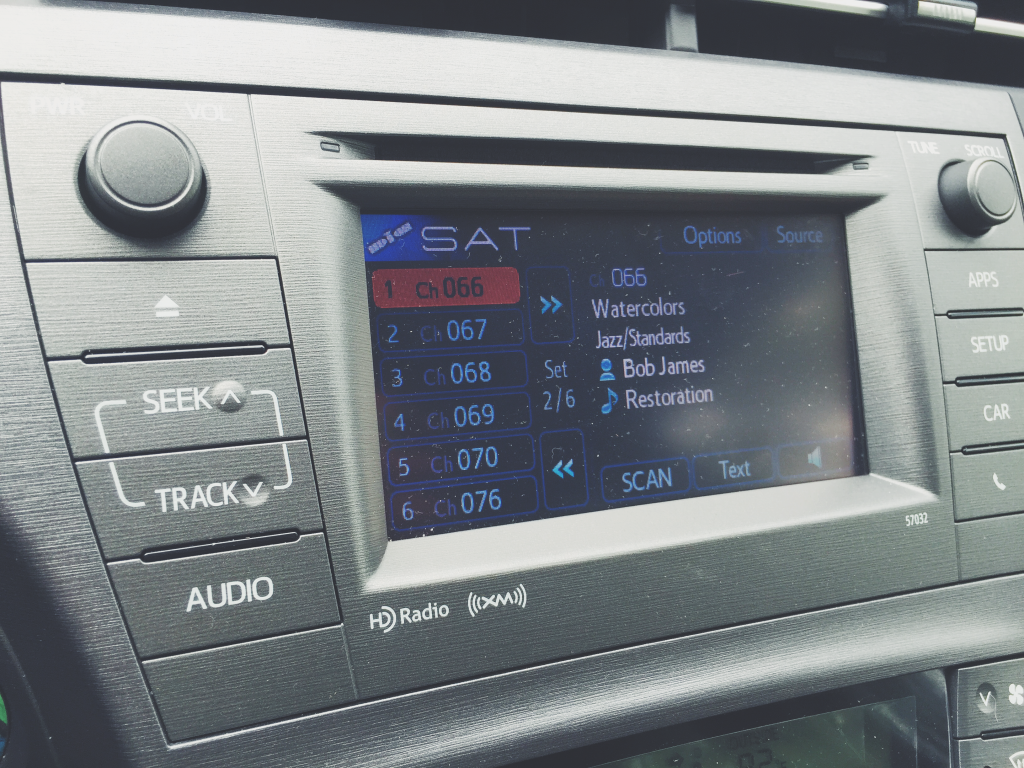 PWR VOL
TUNE SCROLL
SAT Options Source
1 Ch 066
2 Ch 067
3 Ch 068
4 Ch 069
5 Ch 070
6 Ch 076
Set
2/6
ch 066
Watercolors
Jazz/Standards
Bob James
Restoration
SCAN Text
SEEK
TRACK
AUDIO
APPS
SETUP
CAR
57032
HD Radio ((XM))